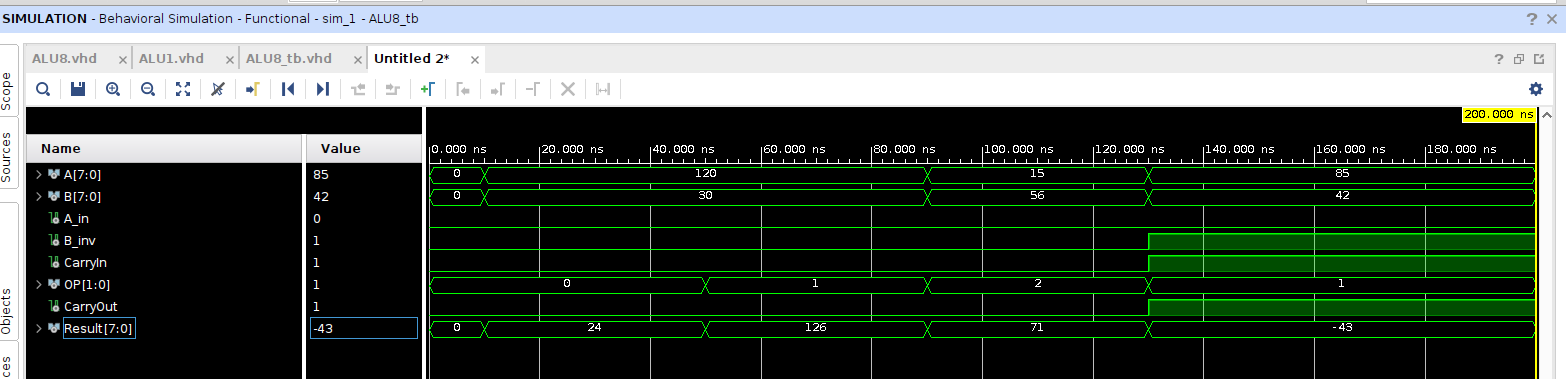 SIMULATION - Behavioral Simulation - Functional - sim_1 - ALU8_tb ?
Scope
Sources
Objects
ALU8.vhd ALU1.vhd ALU8_tb.vhd Untitled 2* ?
200.000 ns
Name Value 0.000 ns 20.000 ns 40.000 ns 60.000 ns 80.000 ns 100.000 ns 120.000 ns 140.000 ns 160.000 ns 180.000 ns
A[7:0] 85 0 120 15 85
B[7:0] 42 0 30 56 42
A_in 0
B_inv 1
CarryIn 1
OP[1:0] 1 0 1 2 1
CarryOut 1
Result[7:0] -43 0 24 126 71 -43